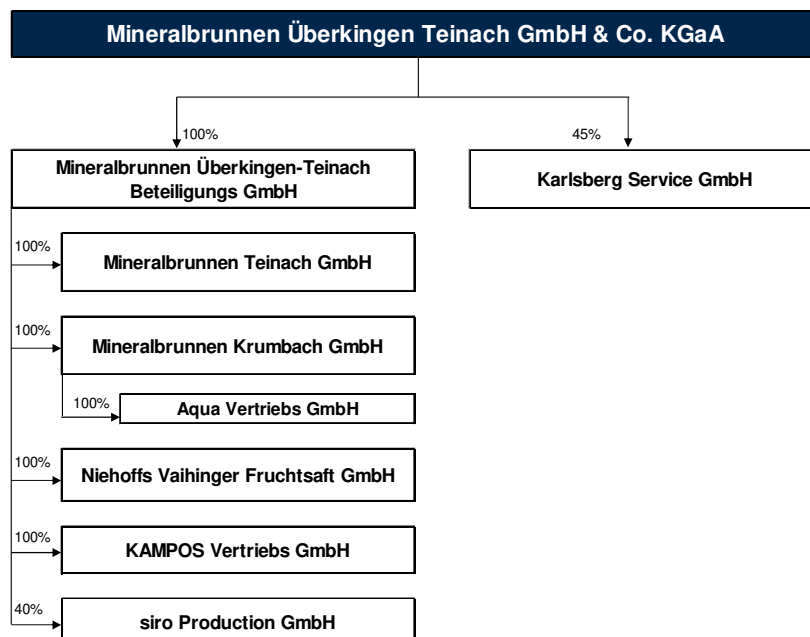 Mineralbrunnen Überkingen Teinach GmbH & Co. KGaA
100%
45%
Mineralbrunnen Überkingen-Teinach
Beteiligungs GmbH
Karlsberg Service GmbH
100%
Mineralbrunnen Teinach GmbH
100%
Mineralbrunnen Krumbach GmbH
100%
Aqua Vertriebs GmbH
100%
Niehoffs Vaihinger Fruchtsaft GmbH
100%
KAMPOS Vertriebs GmbH
40%
siro Production GmbH